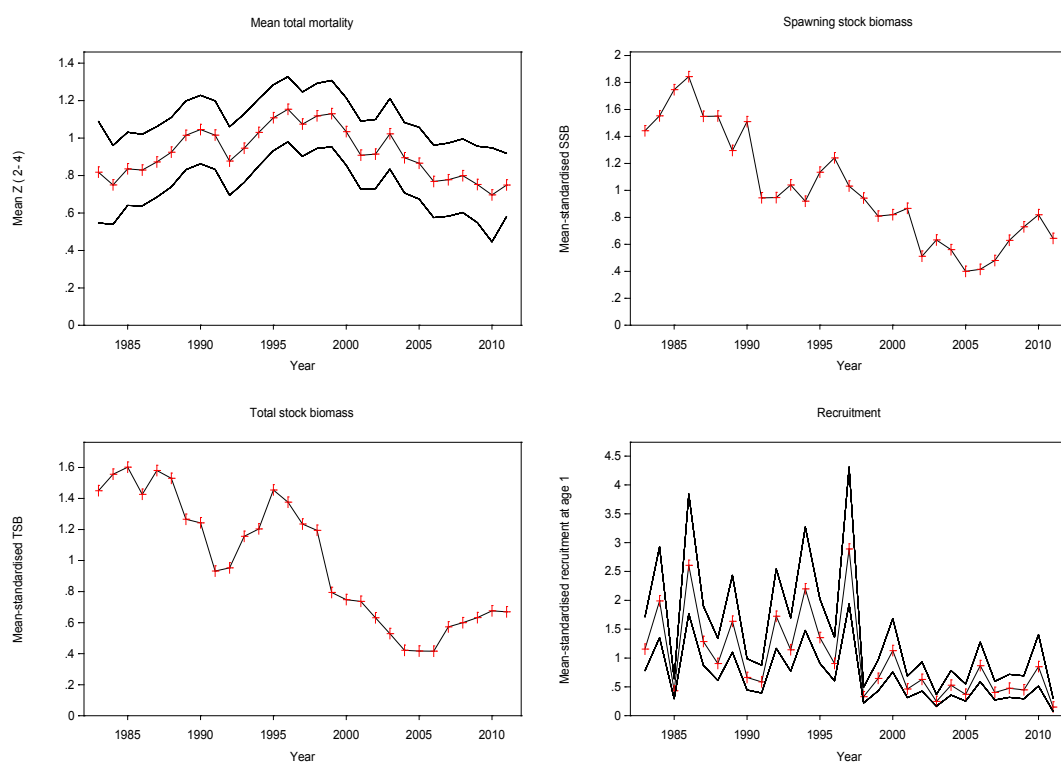 Mean total mortality
Mean Z ( 2- 4)
1.4
1.2
1
.8
.6
.4
.2
0
1985 1990 1995 2000 2005 2010
Year
Spawning stock biomass
Mean-standardised SSB
2
1.8
1.6
1.4
1.2
1
.8
.6
.4
.2
0
1985 1990 1995 2000 2005 2010
Year
Total stock biomass
Mean-standardised TSB
1.6
1.4
1.2
1
.8
.6
.4
.2
0
1985 1990 1995 2000 2005 2010
Year
Recruitment
Mean-standardised recruitment at age 1
4.5
4
3.5
3
2.5
2
1.5
1
.5
0
1985 1990 1995 2000 2005 2010
Year